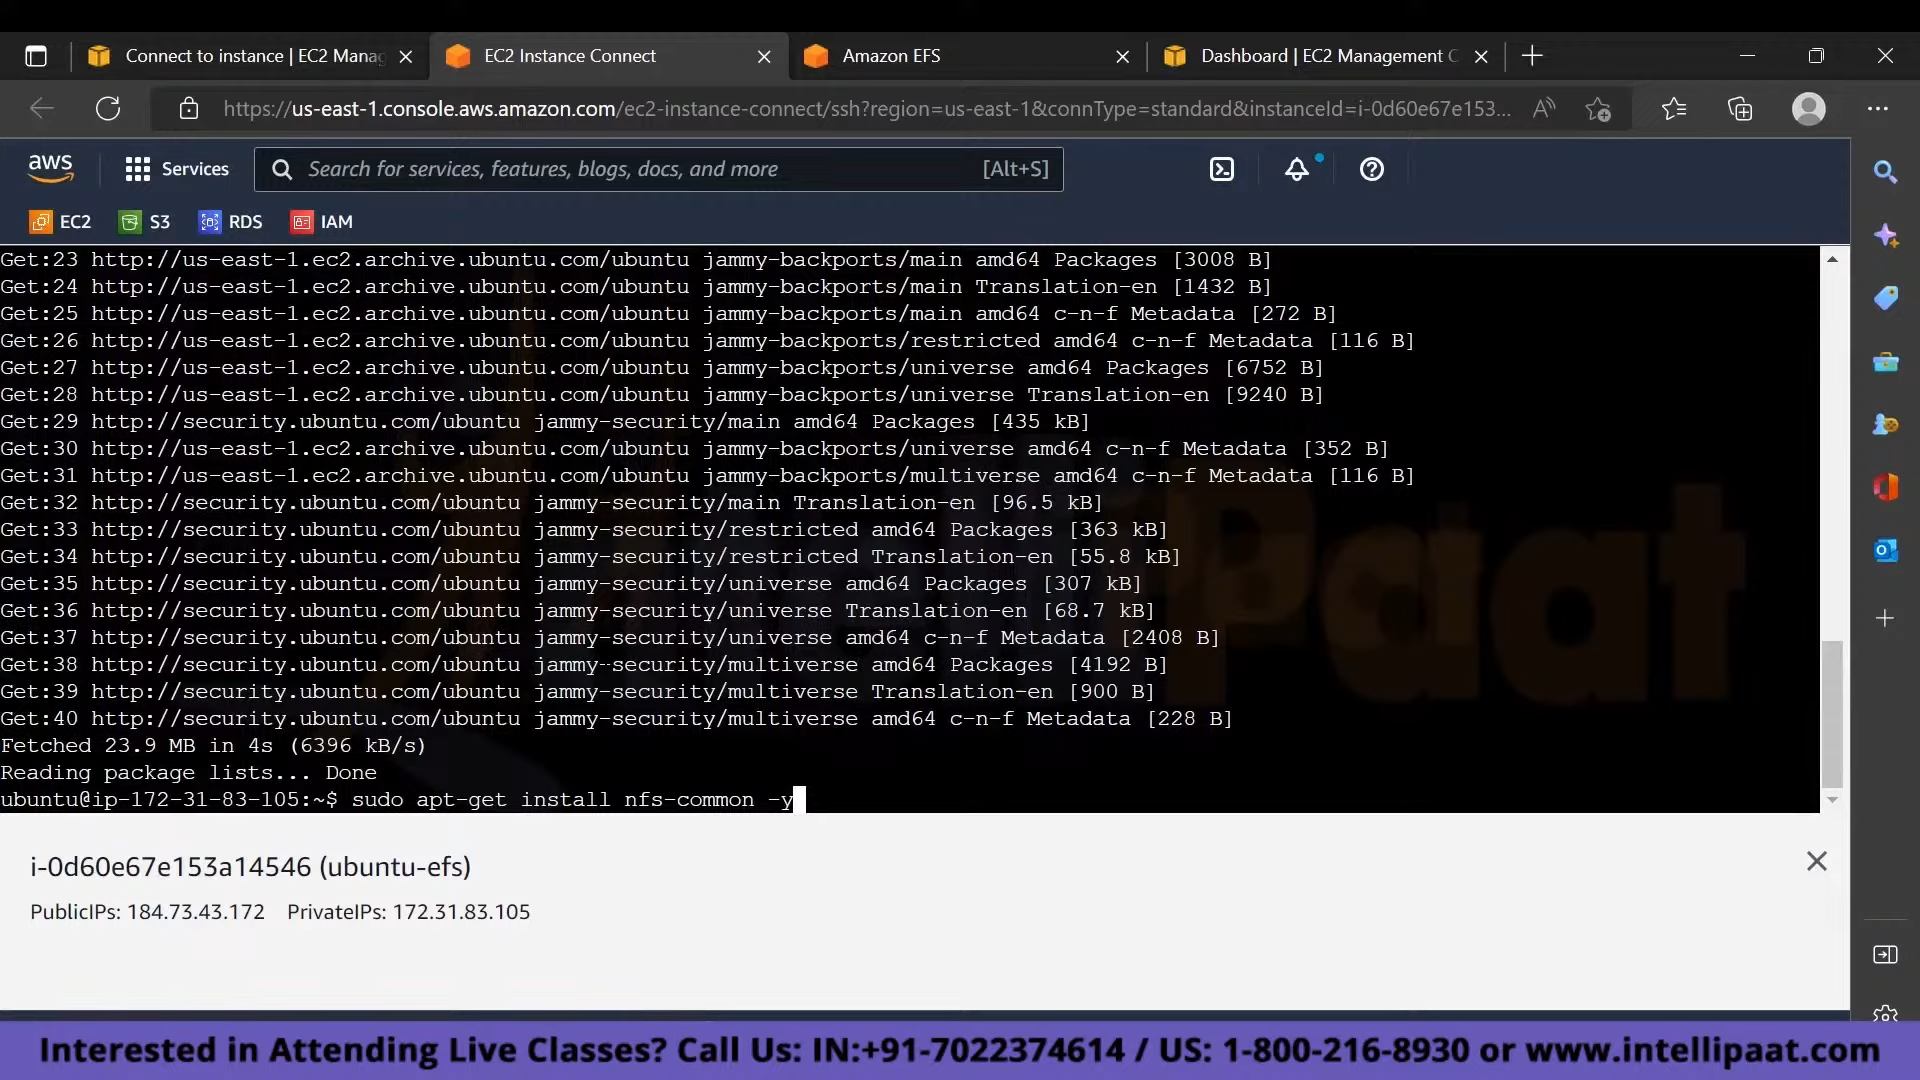 Connect to instance | EC2 Mana
EC2 Instance Connect
Amazon EFS
Dashboard | EC2 Management C
https://us-east-1.console.aws.amazon.com/ec2-instance-connect/ssh?region=us-east-1&connType=standard&instanceId=i-0d60e67e153...
aws
Services
Search for services, features, blogs, docs, and more
[Alt+S]
EC2
S3
RDS
IAM
Get:23 http://us-east-1.ec2.archive.ubuntu.com/ubuntu jammy-backports/main amd64 Packages [3008 B]
Get:24 http://us-east-1.ec2.archive.ubuntu.com/ubuntu jammy-backports/main Translation-en [1432 B]
Get:25 http://us-east-1.ec2.archive.ubuntu.com/ubuntu jammy-backports/main amd64 c-n-f Metadata [272 B]
Get:26 http://us-east-1.ec2.archive.ubuntu.com/ubuntu jammy-backports/restricted amd64 c-n-f Metadata [116 B]
Get:27 http://us-east-1.ec2.archive.ubuntu.com/ubuntu jammy-backports/universe amd64 Packages [6752 B]
Get:28 http://us-east-1.ec2.archive.ubuntu.com/ubuntu jammy-backports/universe Translation-en [9240 B]
Get:29 http://security.ubuntu.com/ubuntu jammy-security/main amd64 Packages [435 kB]
Get:30 http://us-east-1.ec2.archive.ubuntu.com/ubuntu jammy-backports/universe amd64 c-n-f Metadata [352 B]
Get:31 http://us-east-1.ec2.archive.ubuntu.com/ubuntu jammy-backports/multiverse amd64 c-n-f Metadata [116 B]
Get:32 http://security.ubuntu.com/ubuntu jammy-security/main Translation-en [96.5 kB]
Get:33 http://security.ubuntu.com/ubuntu jammy-security/restricted amd64 Packages [363 kB]
Get:34 http://security.ubuntu.com/ubuntu jammy-security/restricted Translation-en [55.8 kB]
Get:35 http://security.ubuntu.com/ubuntu jammy-security/universe amd64 Packages [307 kB]
Get:36 http://security.ubuntu.com/ubuntu jammy-security/universe Translation-en [68.7 kB]
Get:37 http://security.ubuntu.com/ubuntu jammy-security/universe amd64 c-n-f Metadata [2408 B]
Get:38 http://security.ubuntu.com/ubuntu jammy-security/multiverse amd64 Packages [4192 B]
Get:39 http://security.ubuntu.com/ubuntu jammy-security/multiverse Translation-en [900 B]
Get:40 http://security.ubuntu.com/ubuntu jammy-security/multiverse amd64 c-n-f Metadata [228 B]
Fetched 23.9 MB in 4s (6396 kB/s)
Reading package lists... Done
ubuntu@ip-172-31-83-105:~$ sudo apt-get install nfs-common -y
i-0d60e67e153a14546 (ubuntu-efs)
PublicIPs: 184.73.43.172 PrivateIPs: 172.31.83.105
Interested in Attending Live Classes? Call Us: IN:+91-7022374614 / US: 1-800-216-8930 or www.intellipaat.com